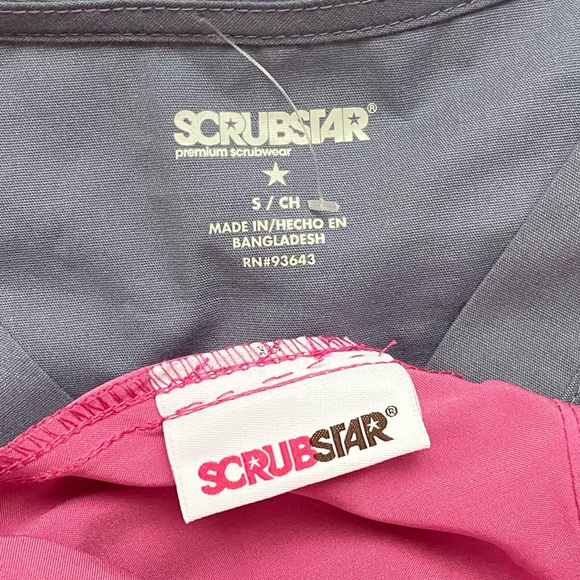 SCRUBSTAR®
premium scrubwear
S / CH
MADE IN/HECHO EN
BANGLADESH
RN#93643
SCRUBSTAR®